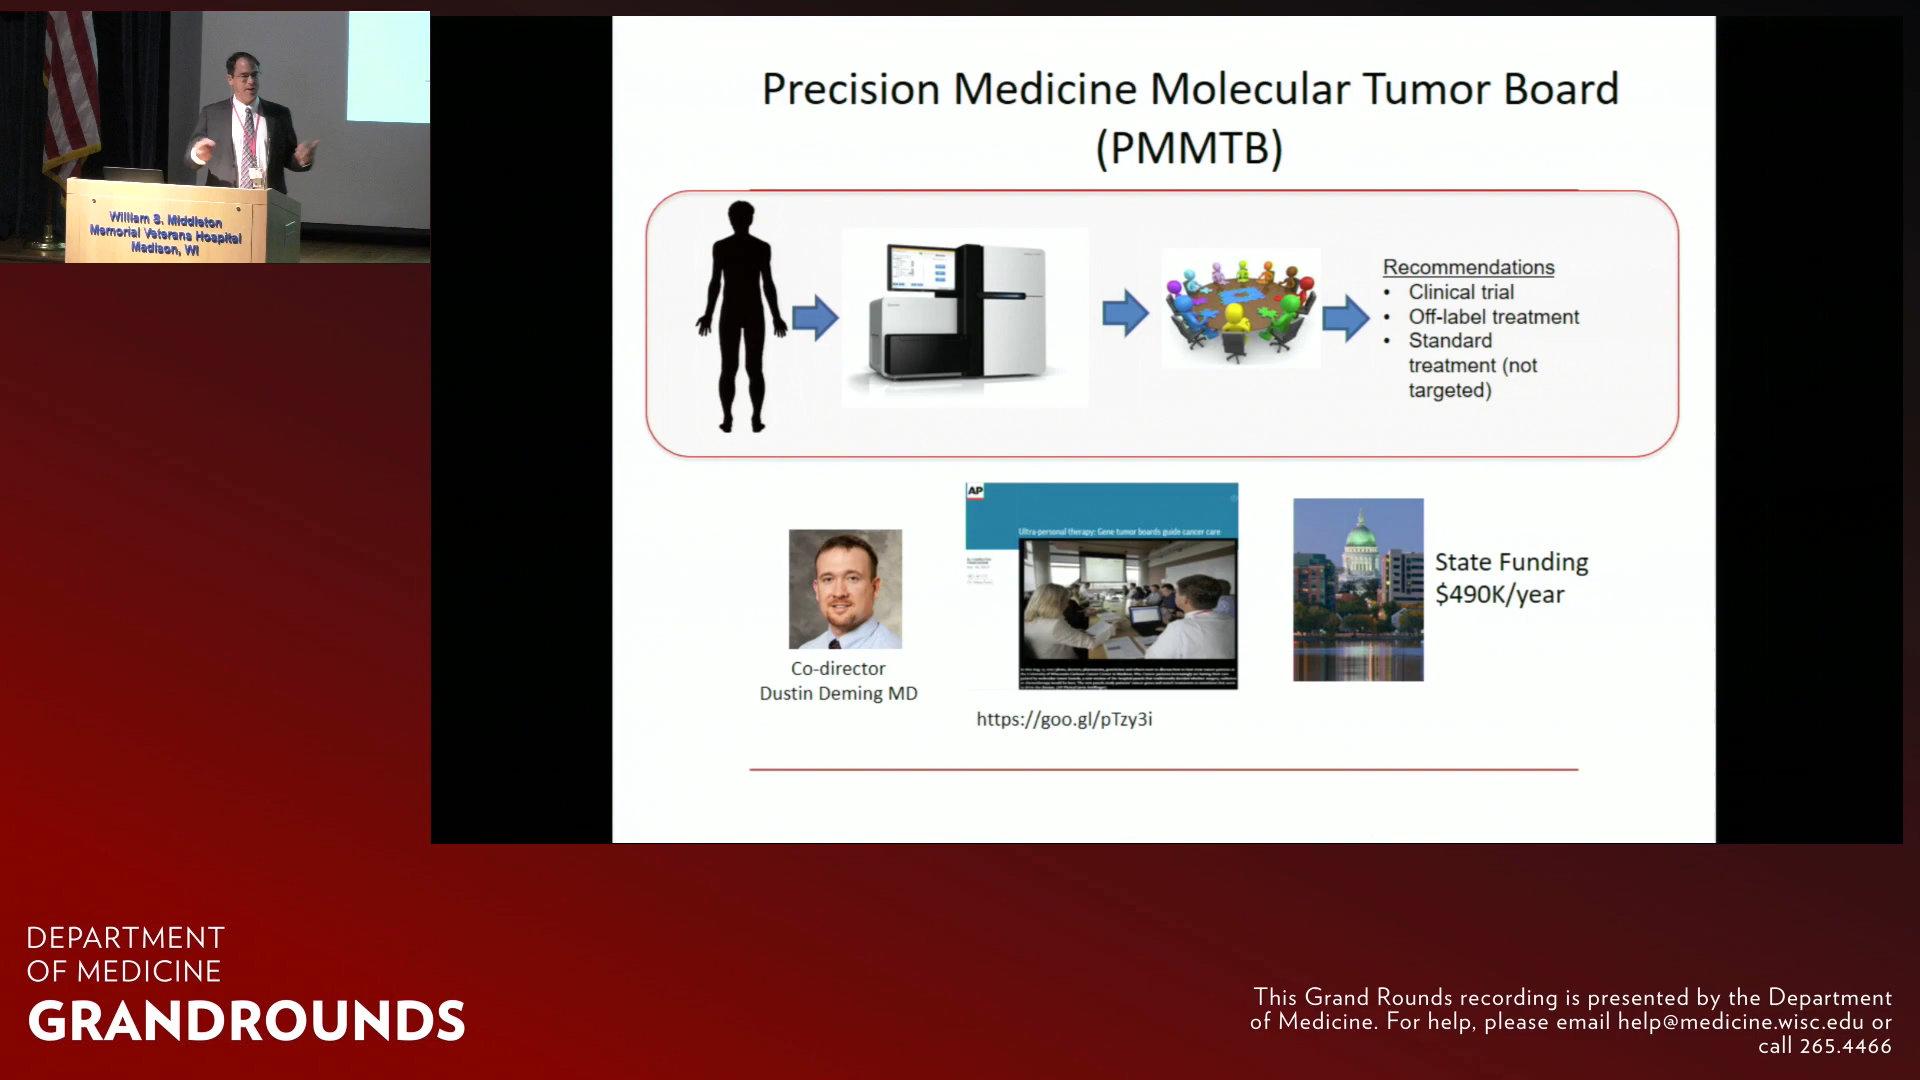 William S. Middleton
Memorial Veterans Hospital
Madison, WI
Precision Medicine Molecular Tumor Board
(PMMTB)
Recommendations
• Clinical trial
• Off-label treatment
• Standard
treatment (not
targeted)
AP
Ultra-personal therapy: Gene tumor boards guide cancer care
Co-director
Dustin Deming MD
https://goo.gl/pTzy3i
State Funding
$490K/year
DEPARTMENT
OF MEDICINE
GRANDROUNDS
This Grand Rounds recording is presented by the Department
of Medicine. For help, please email help@medicine.wisc.edu or
call 265.4466